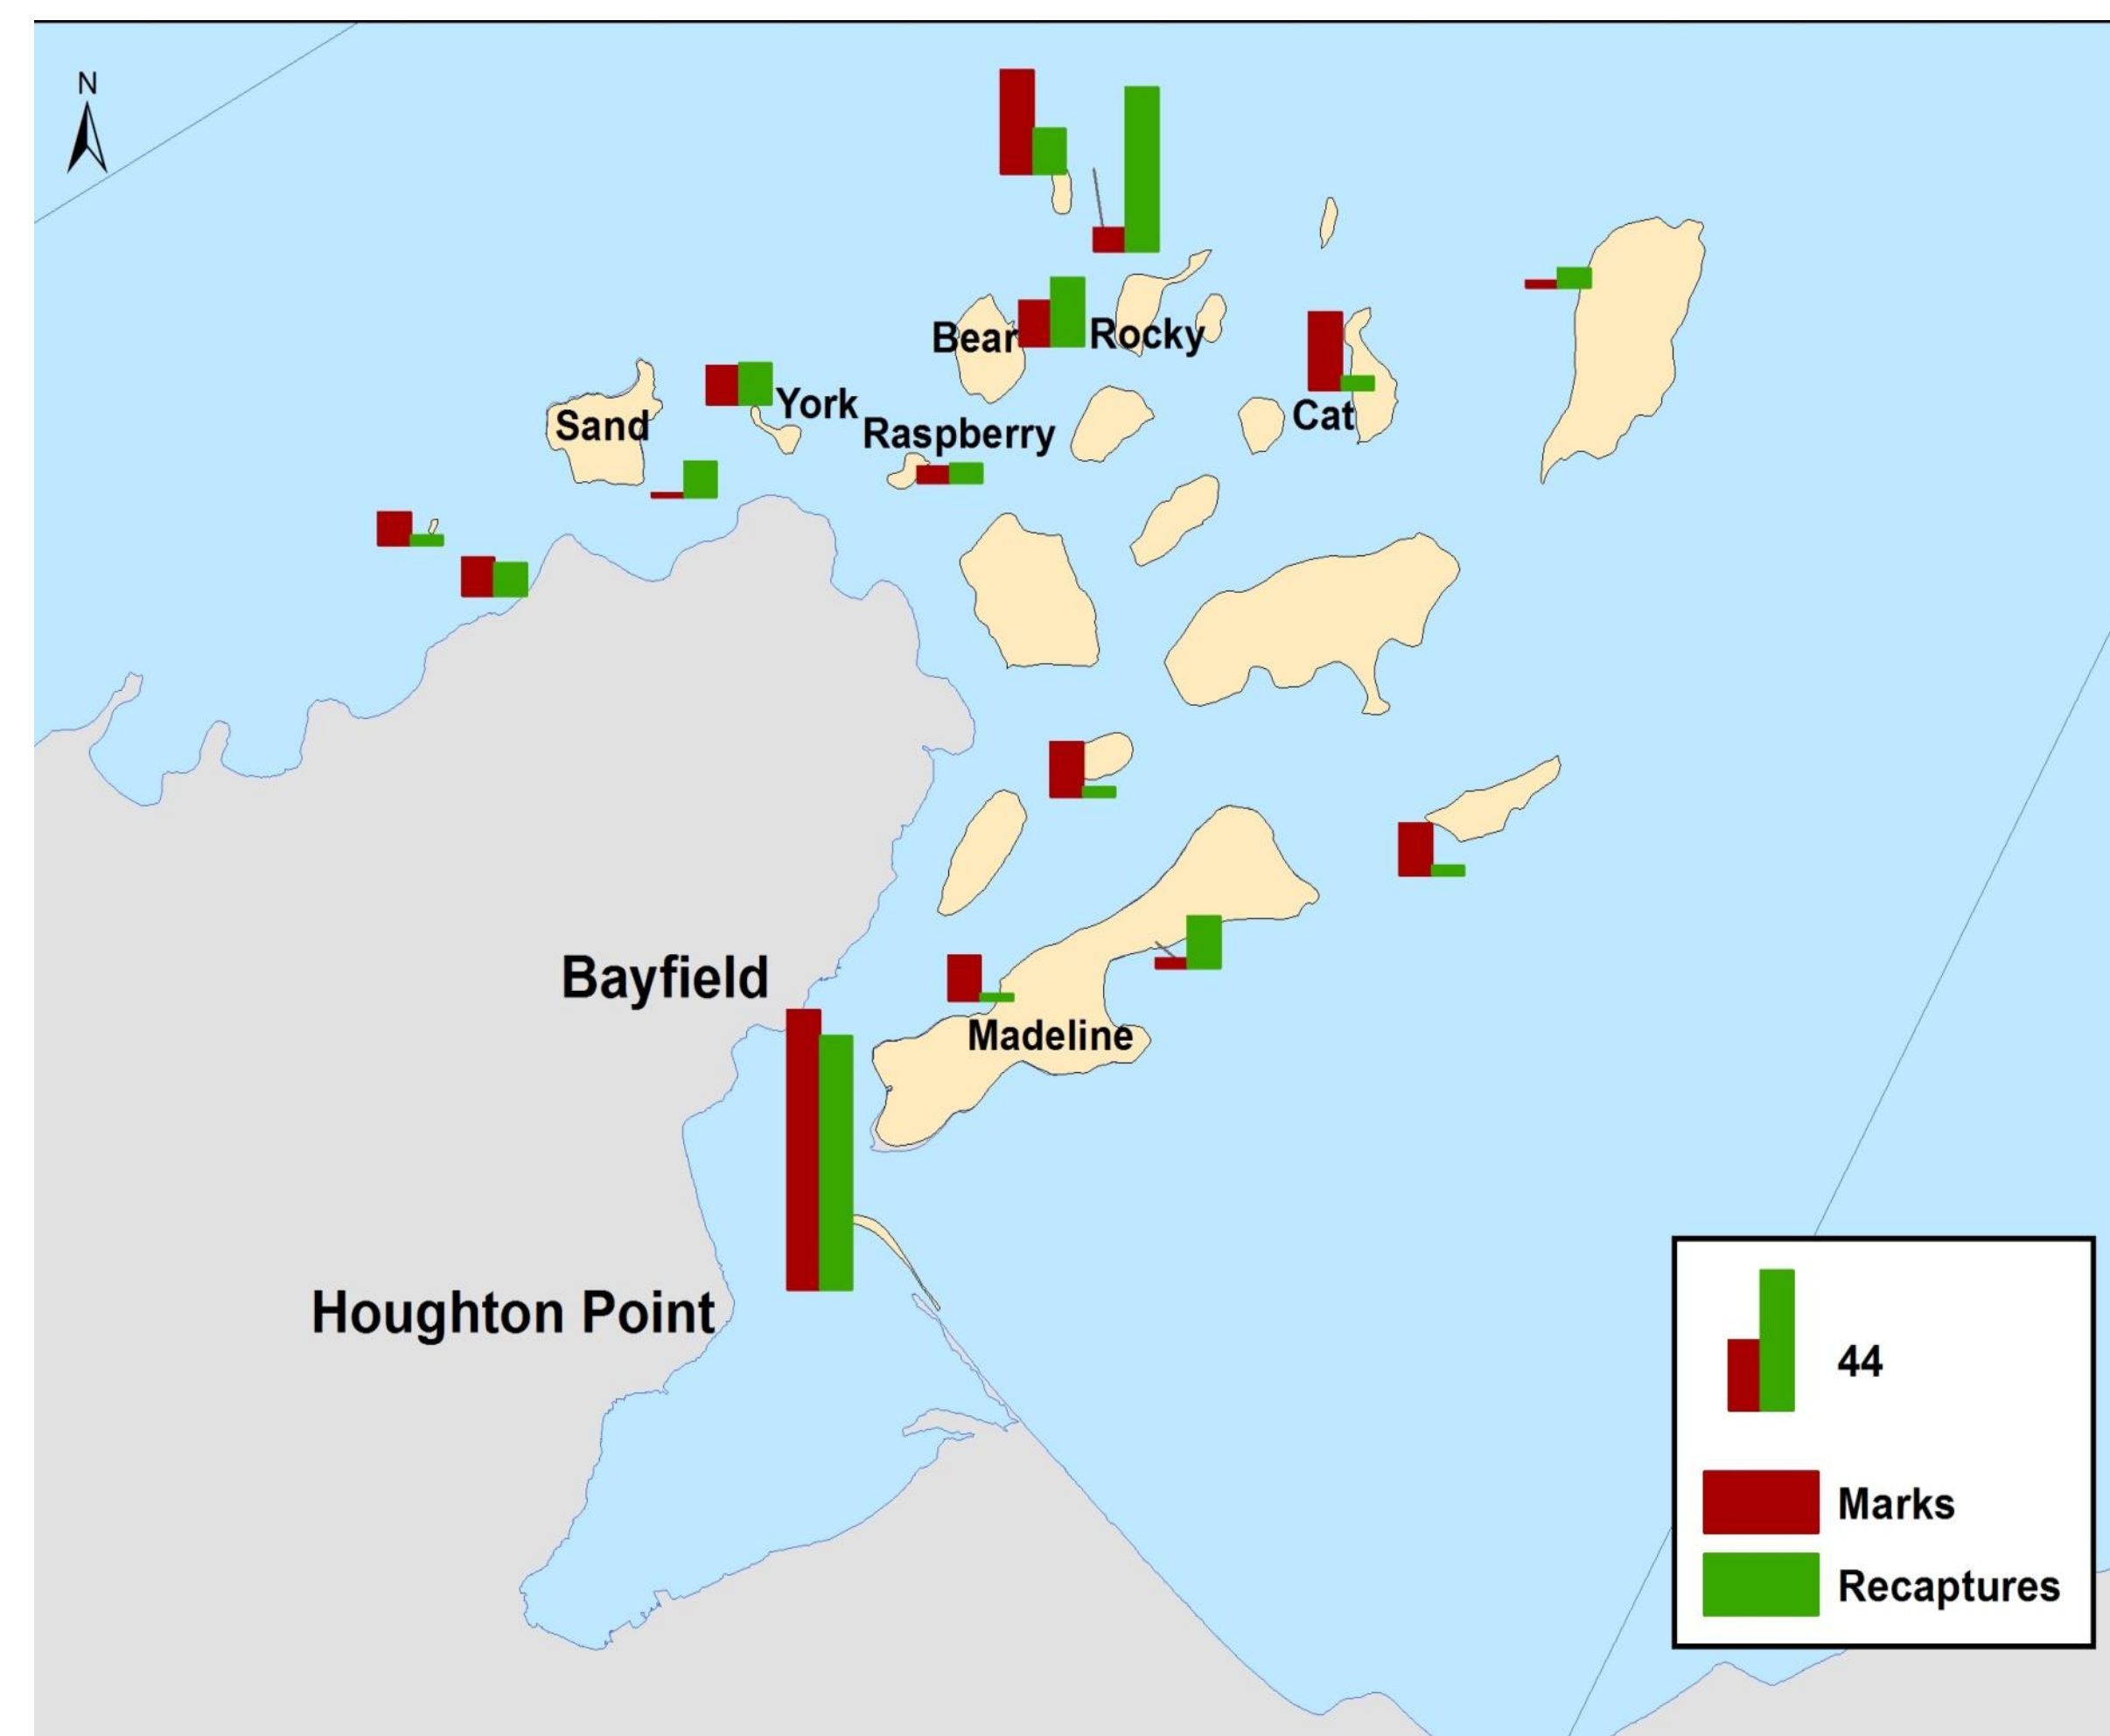 N
Bear
Rocky
Sand
York
Cat
Raspberry
Bayfield
Madeline
Houghton Point
44
Marks
Recaptures